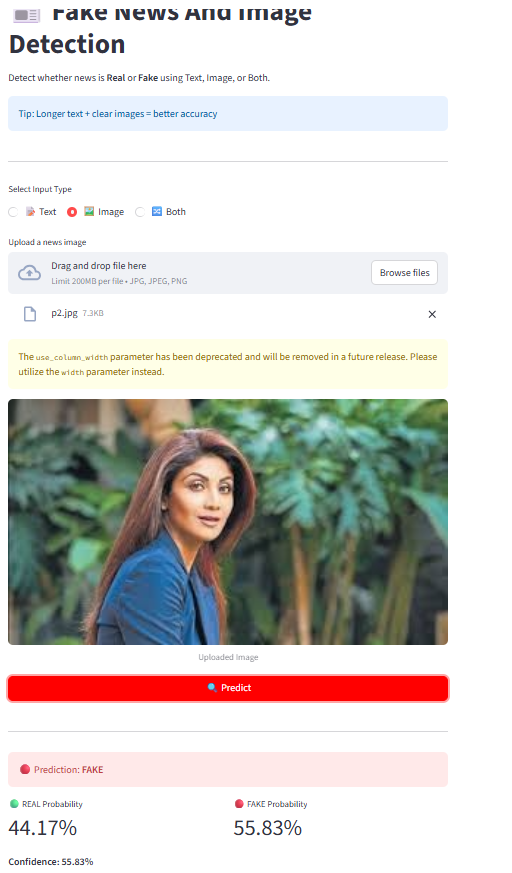 Fake News And Image
Detection
Detect whether news is Real or Fake using Text, Image, or Both.
Tip: Longer text + clear images = better accuracy
Select Input Type
Text Image Both
Upload a news image
Drag and drop file here
Limit 200MB per file • JPG, JPEG, PNG
Browse files
p2.jpg 7.3KB
The use_column_width parameter has been deprecated and will be removed in a future release. Please
utilize the width parameter instead.
Uploaded Image
Predict
Prediction: FAKE
REAL Probability
44.17%
FAKE Probability
55.83%
Confidence: 55.83%